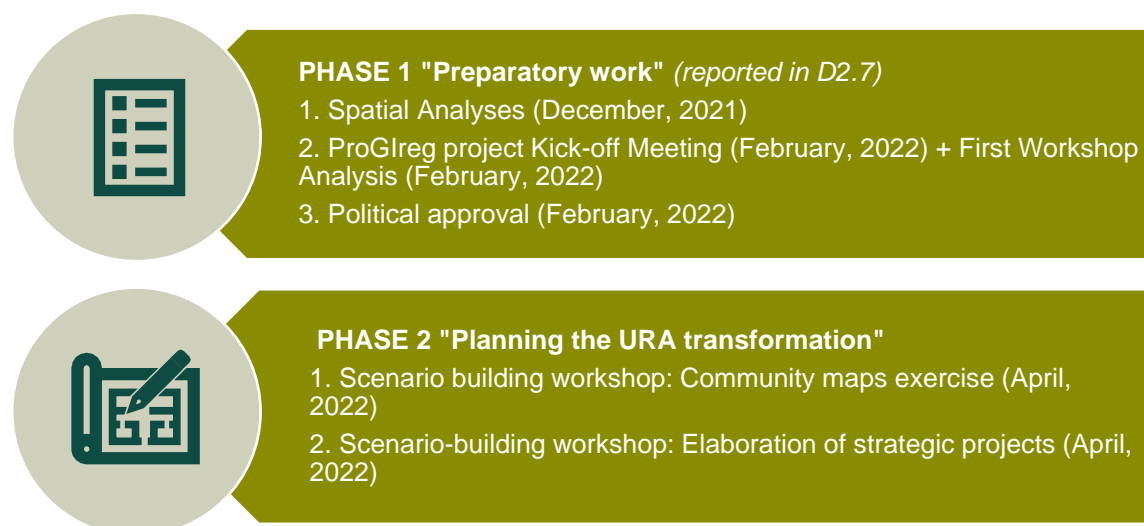 PHASE 1 "Preparatory work" (reported in D2.7)
1. Spatial Analyses (December, 2021)
2. ProGIreg project Kick-off Meeting (February, 2022) + First Workshop
Analysis (February, 2022)
3. Political approval (February, 2022)
PHASE 2 "Planning the URA transformation"
1. Scenario building workshop: Community maps exercise (April,
2022)
2. Scenario-building workshop: Elaboration of strategic projects (April,
2022)